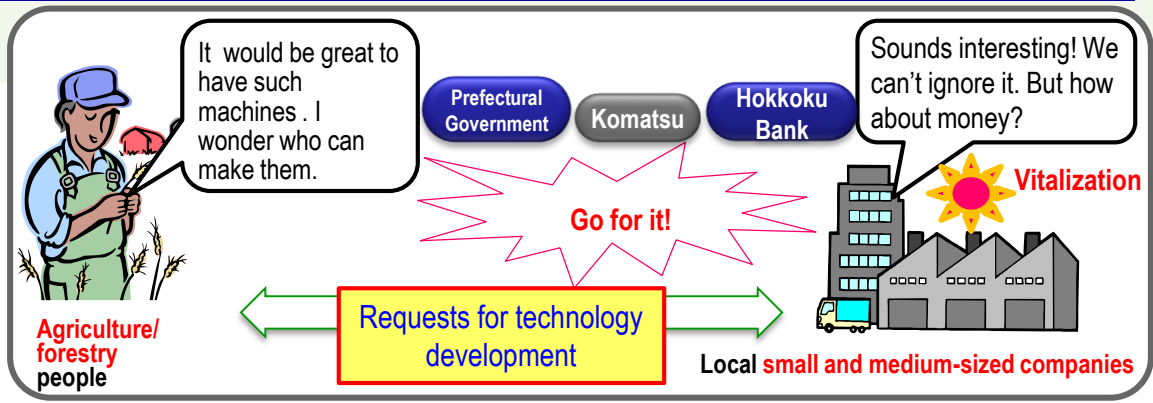 It would be great to
have such
machines . I
wonder who can
make them.
Prefectural
Government
Komatsu
Hokkoku
Bank
Sounds interesting! We
can't ignore it. But how
about money?
Vitalization
Go for it!
Requests for technology
development
Agriculture/
forestry
people
Local small and medium-sized companies